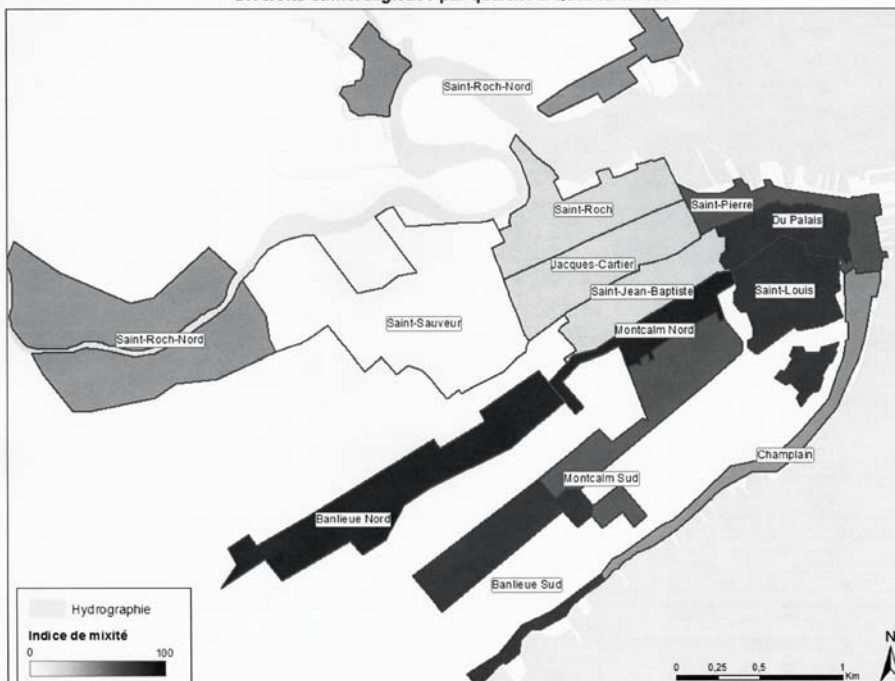 Saint-Roch-Nord
Saint-Roch
Saint-Pierre
Du Palais
Jacques-Cartier
Saint-Jean-Baptiste
Saint-Louis
Saint-Sauveur
Montcalm Nord
Saint-Roch-Nord
Champlain
Montcalm Sud
Banlieue Nord
Banlieue Sud
Hydrographie
Indice de mixité
0 100
N
0 0,25 0,5 1
Km